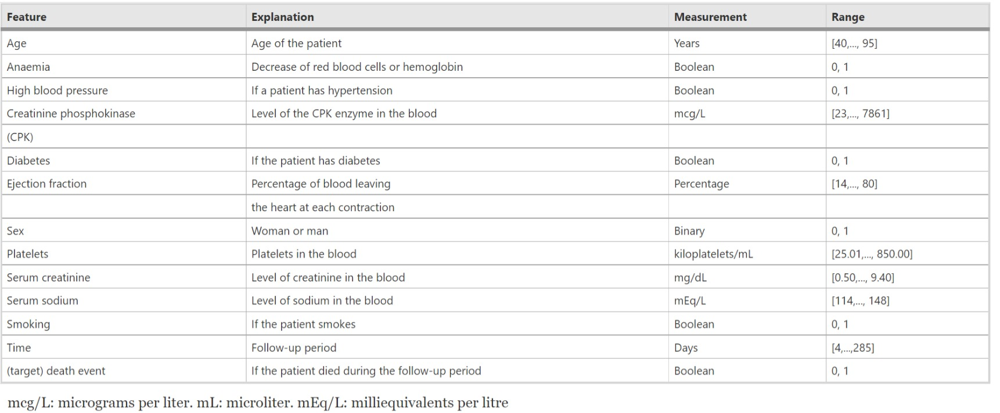 Feature Explanation Measurement Range
Age Age of the patient Years [40,..., 95]
Anaemia Decrease of red blood cells or hemoglobin Boolean 0, 1
High blood pressure If a patient has hypertension Boolean 0, 1
Creatinine phosphokinase Level of the CPK enzyme in the blood mcg/L [23,..., 7861]
(CPK)
Diabetes If the patient has diabetes Boolean 0, 1
Ejection fraction Percentage of blood leaving Percentage [14,..., 80]
the heart at each contraction
Sex Woman or man Binary 0, 1
Platelets Platelets in the blood kiloplatelets/mL [25.01,..., 850.00]
Serum creatinine Level of creatinine in the blood mg/dL [0.50,..., 9.40]
Serum sodium Level of sodium in the blood mEq/L [114,..., 148]
Smoking If the patient smokes Boolean 0, 1
Time Follow-up period Days [4,...,285]
(target) death event If the patient died during the follow-up period Boolean 0, 1
mcg/L: micrograms per liter. mL: microliter. mEq/L: milliequivalents per litre